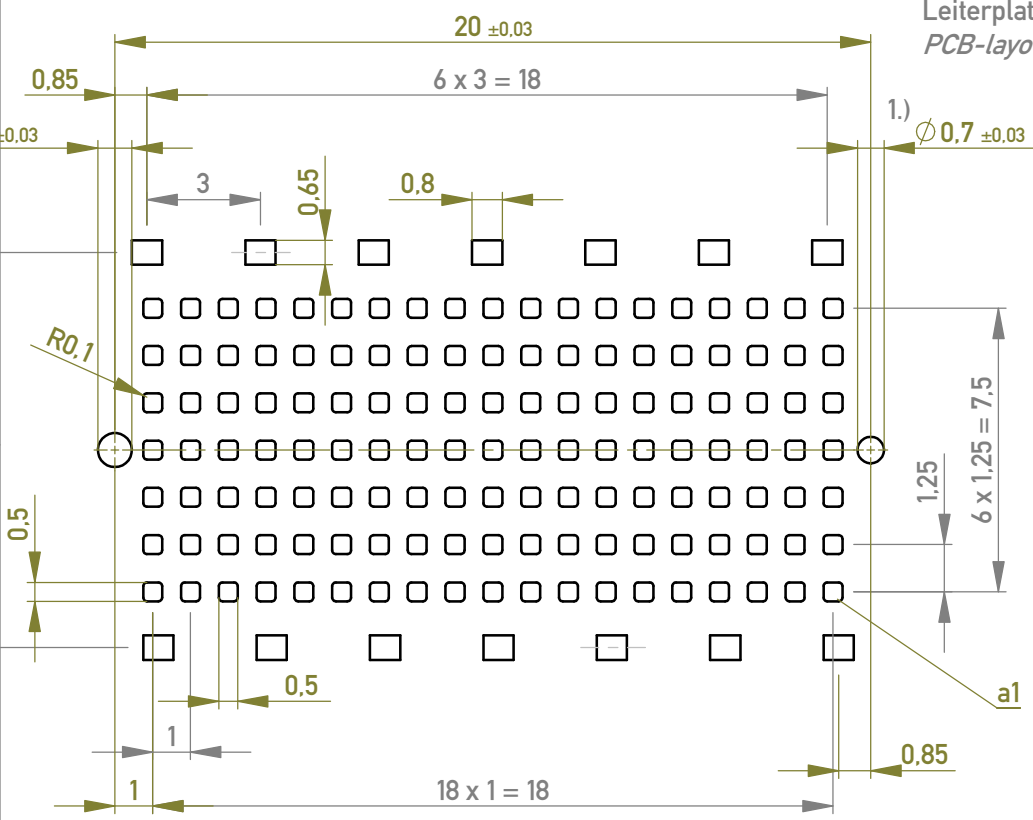 Leiterplat
PCB-layo
20 ±0,03
0,85
6 x 3 = 18
1.)
±0,03
Ø 0,7 ±0,03
3
0,65
0,8
R0,1
1,25
6 x 1,25 = 7,5
0,5
0,5
a1
1
0,85
1
18 x 1 = 18